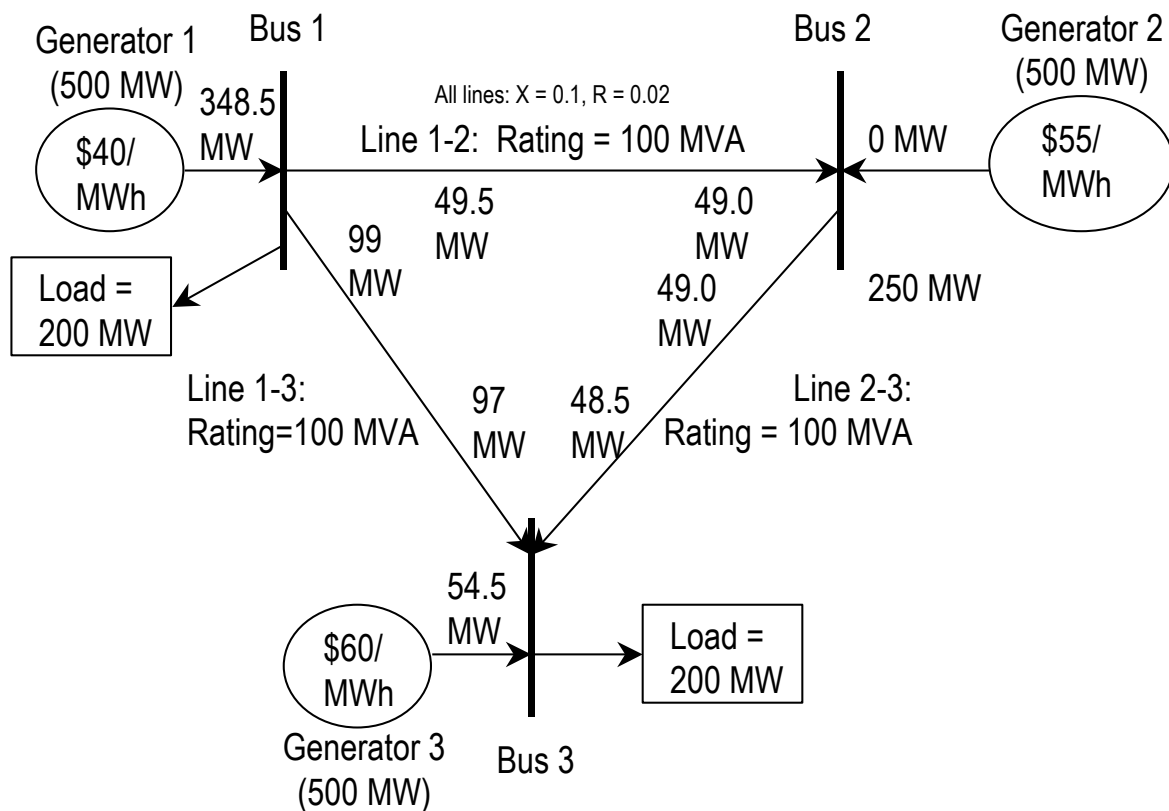 Generator 1
(500 MW)
Bus 1
Bus 2
Generator 2
(500 MW)
348.5
MW
All lines: X = 0.1, R = 0.02
Line 1-2:  Rating = 100 MVA
0 MW
$40/
MWh
$55/
MWh
49.5
MW
49.0
MW
99
MW
49.0
MW
250 MW
Load =
200 MW
Line 1-3:
Rating=100 MVA
97
MW
48.5
MW
Line 2-3:
Rating = 100 MVA
54.5
MW
$60/
MWh
Load =
200 MW
Generator 3
(500 MW)
Bus 3